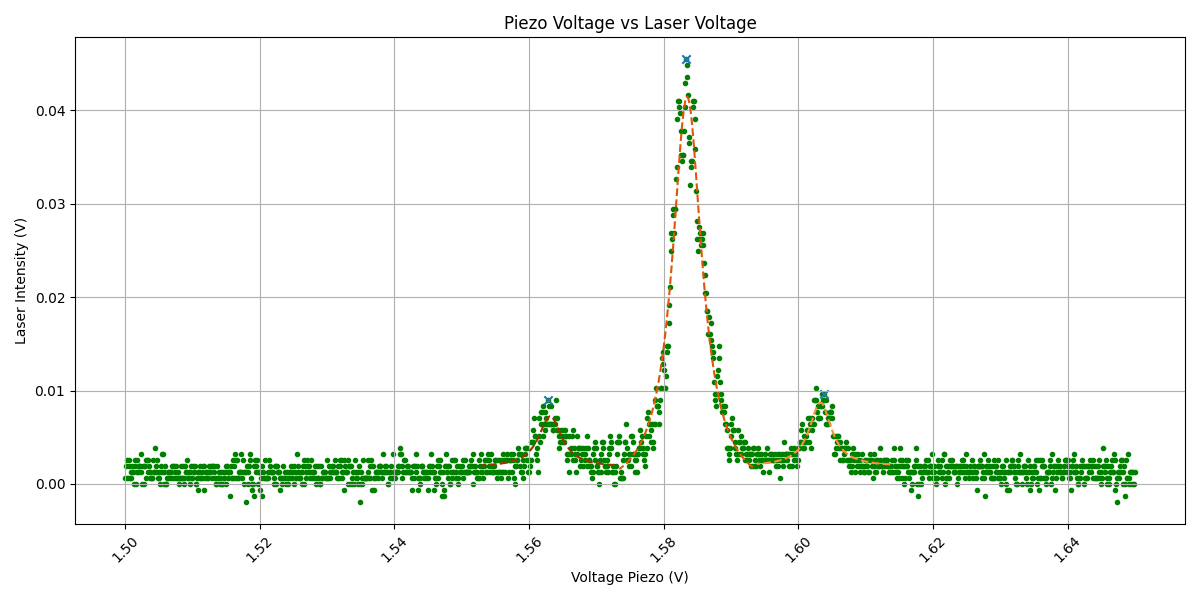 Piezo Voltage vs Laser Voltage
Laser Intensity (V)
0.04
0.03
0.02
0.01
0.00
1.50 1.52 1.54 1.56 1.58 1.60 1.62 1.64
Voltage Piezo (V)